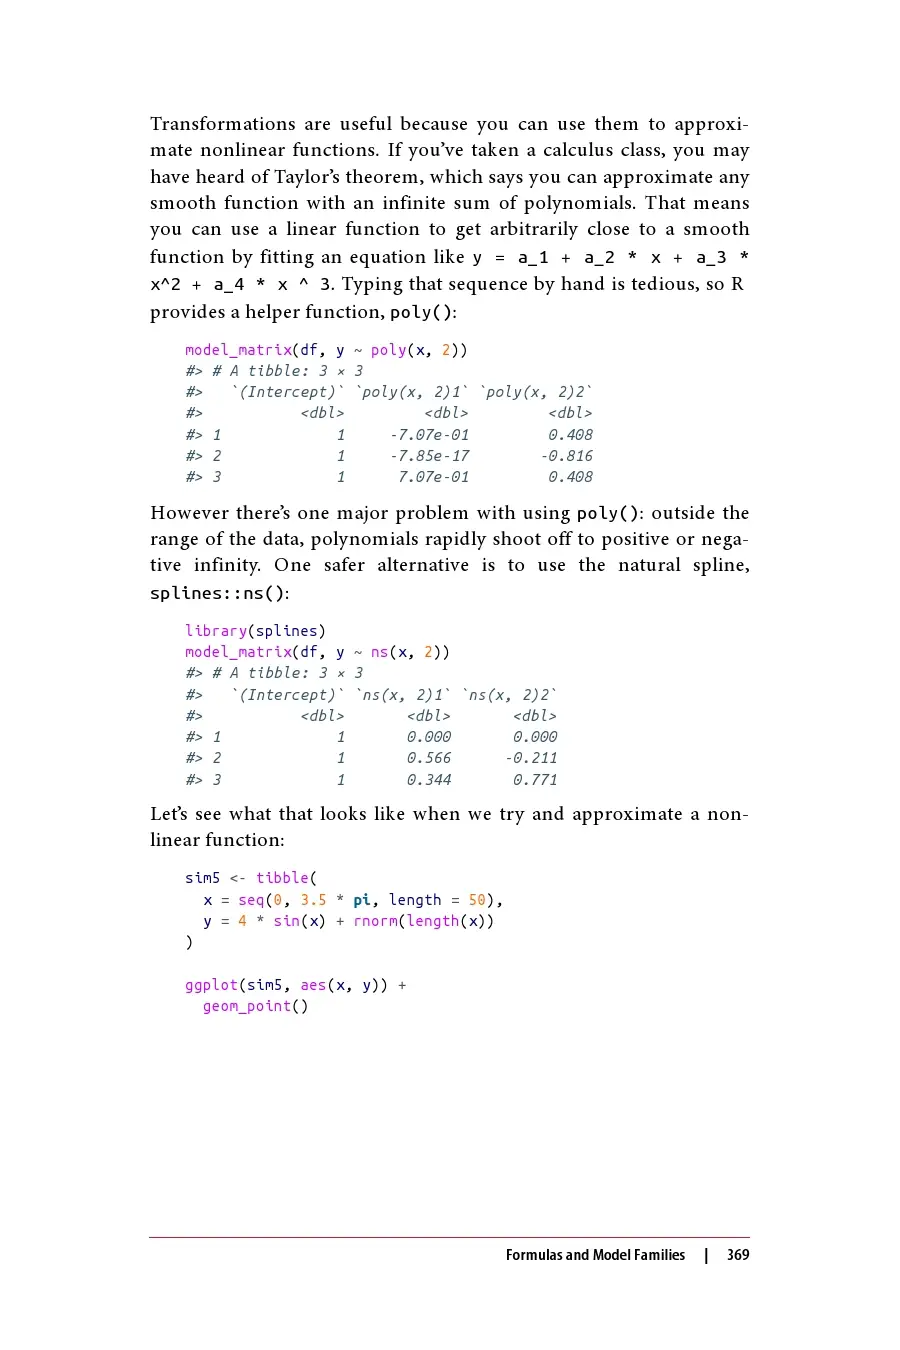 Transformations are useful because you can use them to approxi-
mate nonlinear functions. If you’ve taken a calculus class, you may
have heard of Taylor’s theorem, which says you can approximate any
smooth function with an infinite sum of polynomials. That means
you can use a linear function to get arbitrarily close to a smooth
function by fitting an equation like y = a_1 + a_2 * x + a_3 *
x^2 + a_4 * x ^ 3. Typing that sequence by hand is tedious, so R
provides a helper function, poly():
model_matrix(df, y ~ poly(x, 2))
#> # A tibble: 3 × 3
#>   `(Intercept)` `poly(x, 2)1` `poly(x, 2)2`
#>           <dbl>         <dbl>         <dbl>
#> 1             1     -7.07e-01         0.408
#> 2             1     -7.85e-17        -0.816
#> 3             1      7.07e-01         0.408
However there’s one major problem with using poly(): outside the
range of the data, polynomials rapidly shoot off to positive or nega-
tive infinity. One safer alternative is to use the natural spline,
splines::ns():
library(splines)
model_matrix(df, y ~ ns(x, 2))
#> # A tibble: 3 × 3
#>   `(Intercept)` `ns(x, 2)1` `ns(x, 2)2`
#>           <dbl>       <dbl>       <dbl>
#> 1             1       0.000       0.000
#> 2             1       0.566      -0.211
#> 3             1       0.344       0.771
Let’s see what that looks like when we try and approximate a non-
linear function:
sim5 <- tibble(
  x = seq(0, 3.5 * pi, length = 50),
  y = 4 * sin(x) + rnorm(length(x))
)
ggplot(sim5, aes(x, y)) +
  geom_point()
Formulas and Model Families | 369